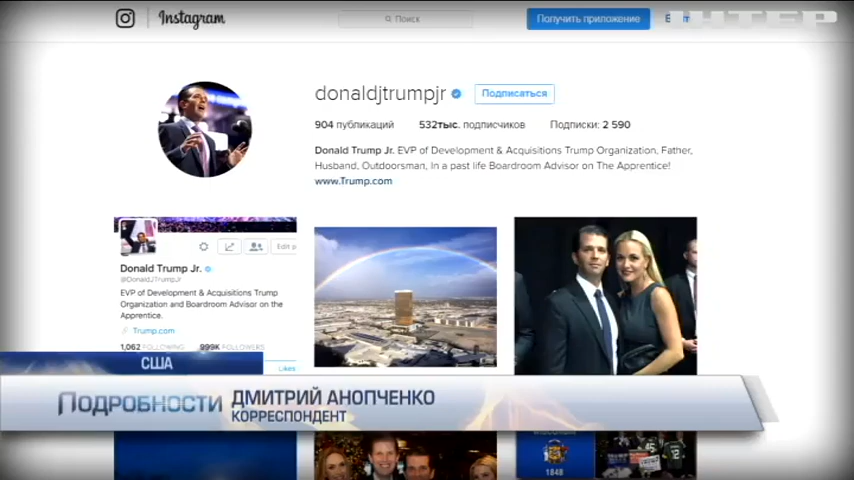 Instagram
Поиск
Получить приложение
ИНТЕР
donaldjtrumpjr
Подписаться
904 публикаций 532тыс. подписчиков Подписки: 2 590
Donald Trump Jr. EVP of Development & Acquisitions Trump Organization, Father,
Husband, Outdoorsman, In a past life Boardroom Advisor on The Apprentice!
www.Trump.com
Edit p
Donald Trump Jr.
@DonaldJTrumpJr
EVP of Development & Acquisitions Trump
Organization and Boardroom Advisor on the
Apprentice.
Trump.com
1,062 FOLLOWING 999K FOLLOWERS
Likes
США
Подробности
ДМИТРИЙ АНОПЧЕНКО
КОРРЕСПОНДЕНТ
WISCONSIN
1848
12